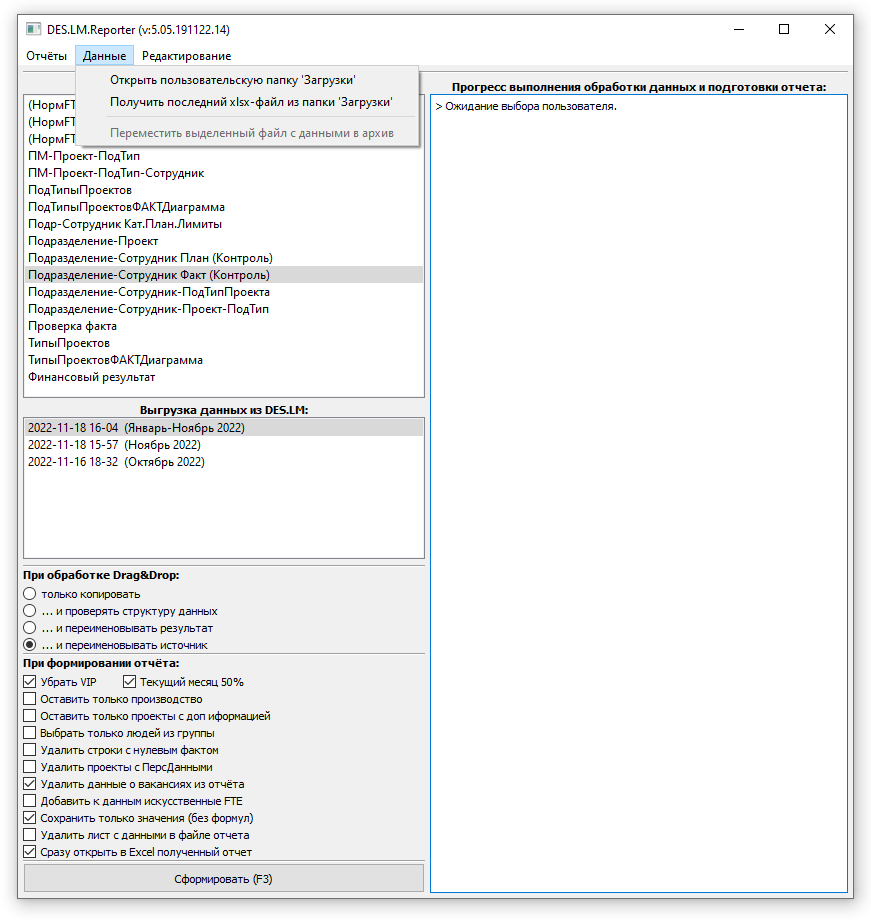 DES.LM.Reporter (v:5.05.191122.14)
Отчёты Данные Редактирование
Открыть пользовательскую папку 'Загрузки'
Получить последний xlsx-файл из папки 'Загрузки'
Переместить выделенный файл с данными в архив
(НормFT
(НормFT
(НормFT
ПМ-Проект-ПодТип
ПМ-Проект-ПодТип-Сотрудник
ПодТипыПроектов
ПодТипыПроектовФАКТДиаграмма
Подр-Сотрудник Кат.План.Лимиты
Подразделение-Проект
Подразделение-Сотрудник План (Контроль)
Подразделение-Сотрудник Факт (Контроль)
Подразделение-Сотрудник-ПодТипПроекта
Подразделение-Сотрудник-Проект-ПодТип
Проверка факта
ТипыПроектов
ТипыПроектовФАКТДиаграмма
Финансовый результат
Выгрузка данных из DES.LM:
2022-11-18 16-04 (Январь-Ноябрь 2022)
2022-11-18 15-57 (Ноябрь 2022)
2022-11-16 18-32 (Октябрь 2022)
При обработке Drag&Drop:
только копировать
... и проверять структуру данных
... и переименовывать результат
... и переименовывать источник
При формировании отчёта:
Убрать VIP Текущий месяц 50%
Оставить только производство
Оставить только проекты с доп иформацией
Выбрать только людей из группы
Удалить строки с нулевым фактом
Удалить проекты с ПерсДанными
Удалить данные о вакансиях из отчёта
Добавить к данным искусственные FTE
Сохранить только значения (без формул)
Удалить лист с данными в файле отчета
Сразу открыть в Excel полученный отчет
Сформировать (F3)
Прогресс выполнения обработки данных и подготовки отчета:
> Ожидание выбора пользователя.